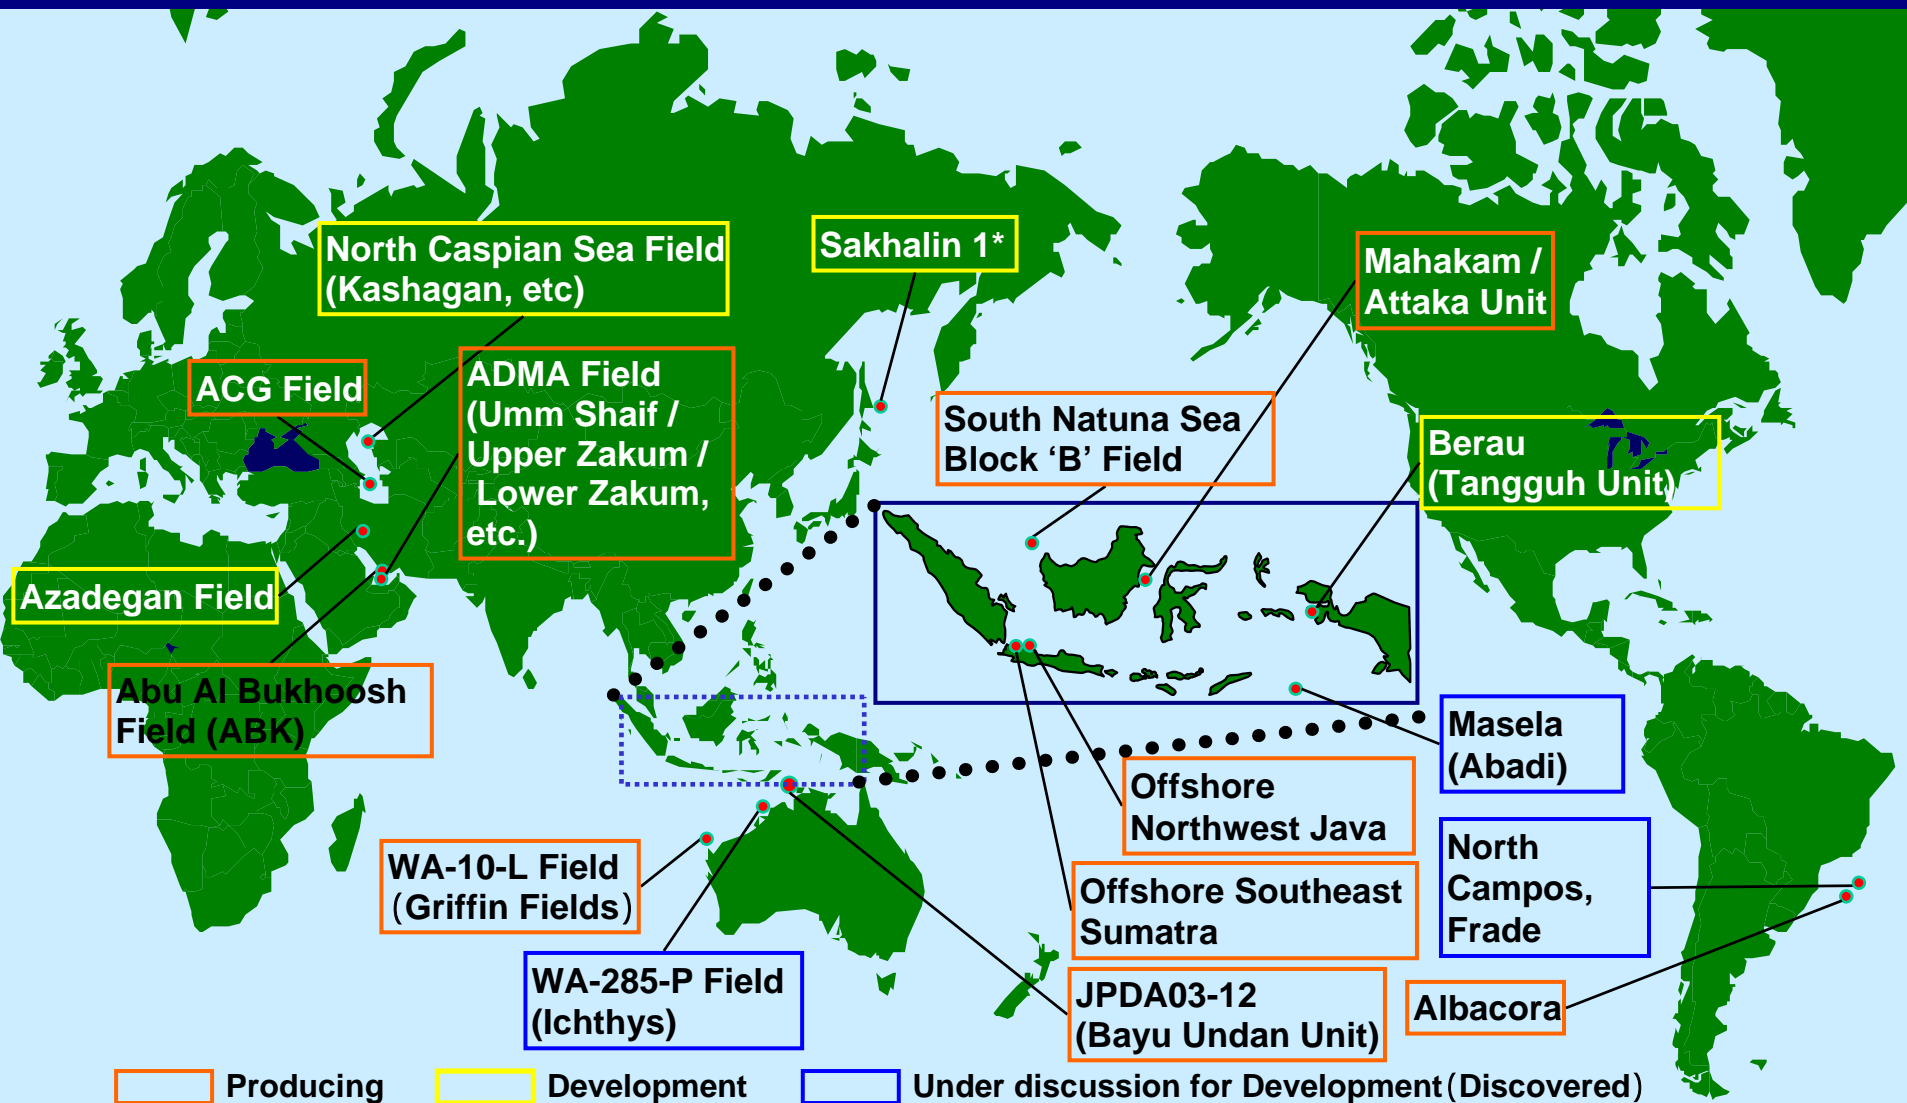 North Caspian Sea Field
(Kashagan, etc)
Sakhalin 1*
Mahakam /
Attaka Unit
ACG Field
ADMA Field
(Umm Shaif /
Upper Zakum /
Lower Zakum,
etc.)
South Natuna Sea
Block ‘B’ Field
Berau
(Tangguh Unit)
Azadegan Field
Abu Al Bukhoosh
Field (ABK)
Masela
(Abadi)
Offshore
Northwest Java
WA-10-L Field
(Griffin Fields)
Offshore Southeast
Sumatra
North
Campos,
Frade
WA-285-P Field
(Ichthys)
JPDA03-12
(Bayu Undan Unit)
Albacora
Producing
Development
Under discussion for Development(Discovered)